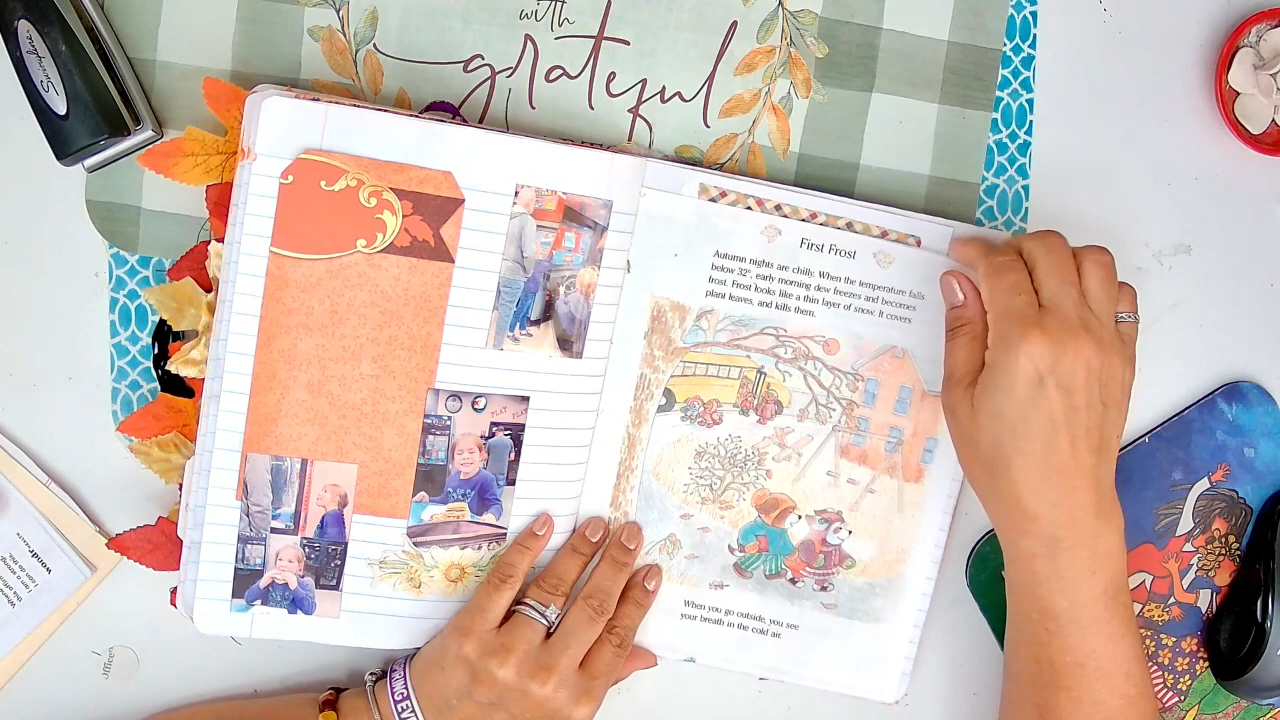 with
grateful
First Frost
Autumn nights are chilly. When the temperature falls
below 32°, early morning dew freezes and becomes
frost. Frost looks like a thin layer of snow. It covers
plant leaves, and kills them.
PLAY PLAY
When you go outside, you see
your breath in the cold air.